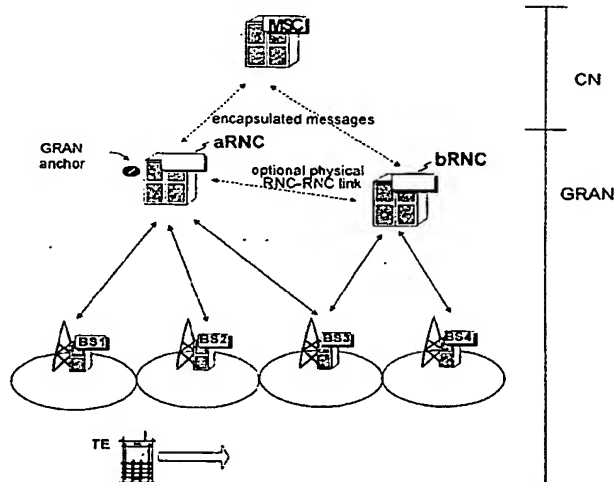 MSC
CN
encapsulated messages
aRNC
GRAN
anchor
optional physical
RNC-RNC link
bRNC
GRAN
BS1
BS2
BS3
BS4
TE